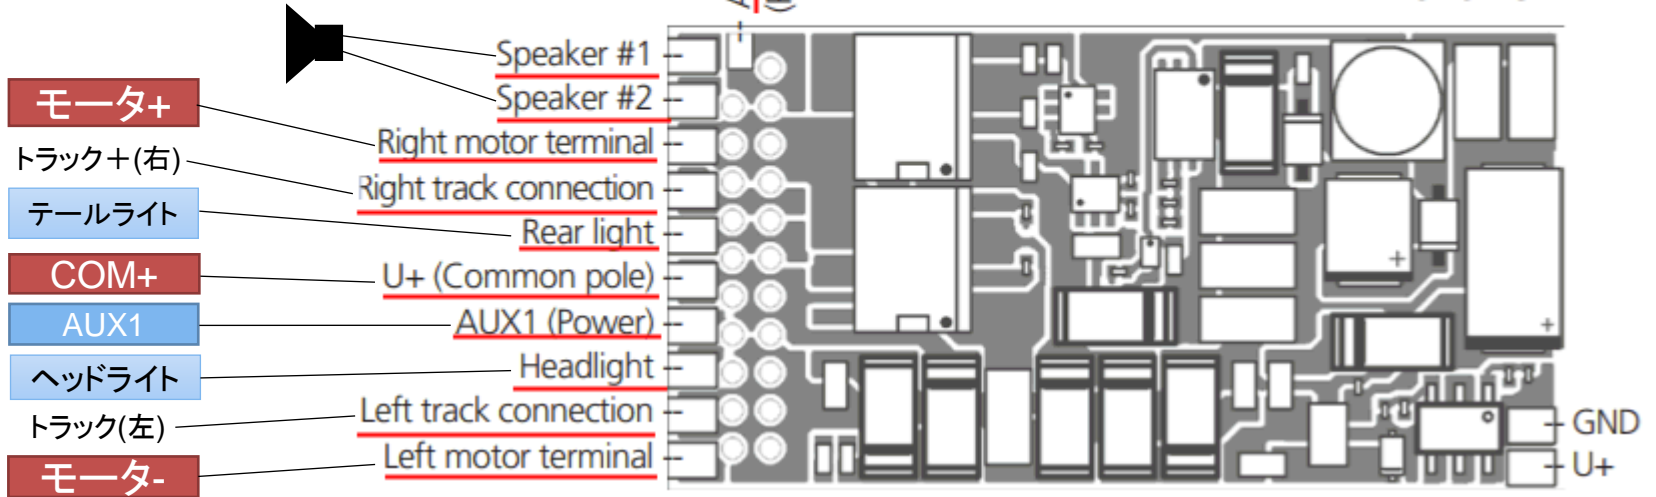 Speaker #1
Speaker #2
モータ+
Right motor terminal
トラック＋(右)
Right track connection
テールライト
Rear light
COM+
U+ (Common pole)
AUX1
AUX1 (Power)
ヘッドライト
Headlight
トラック(左)
Left track connection
モータ-
Left motor terminal
GND
U+